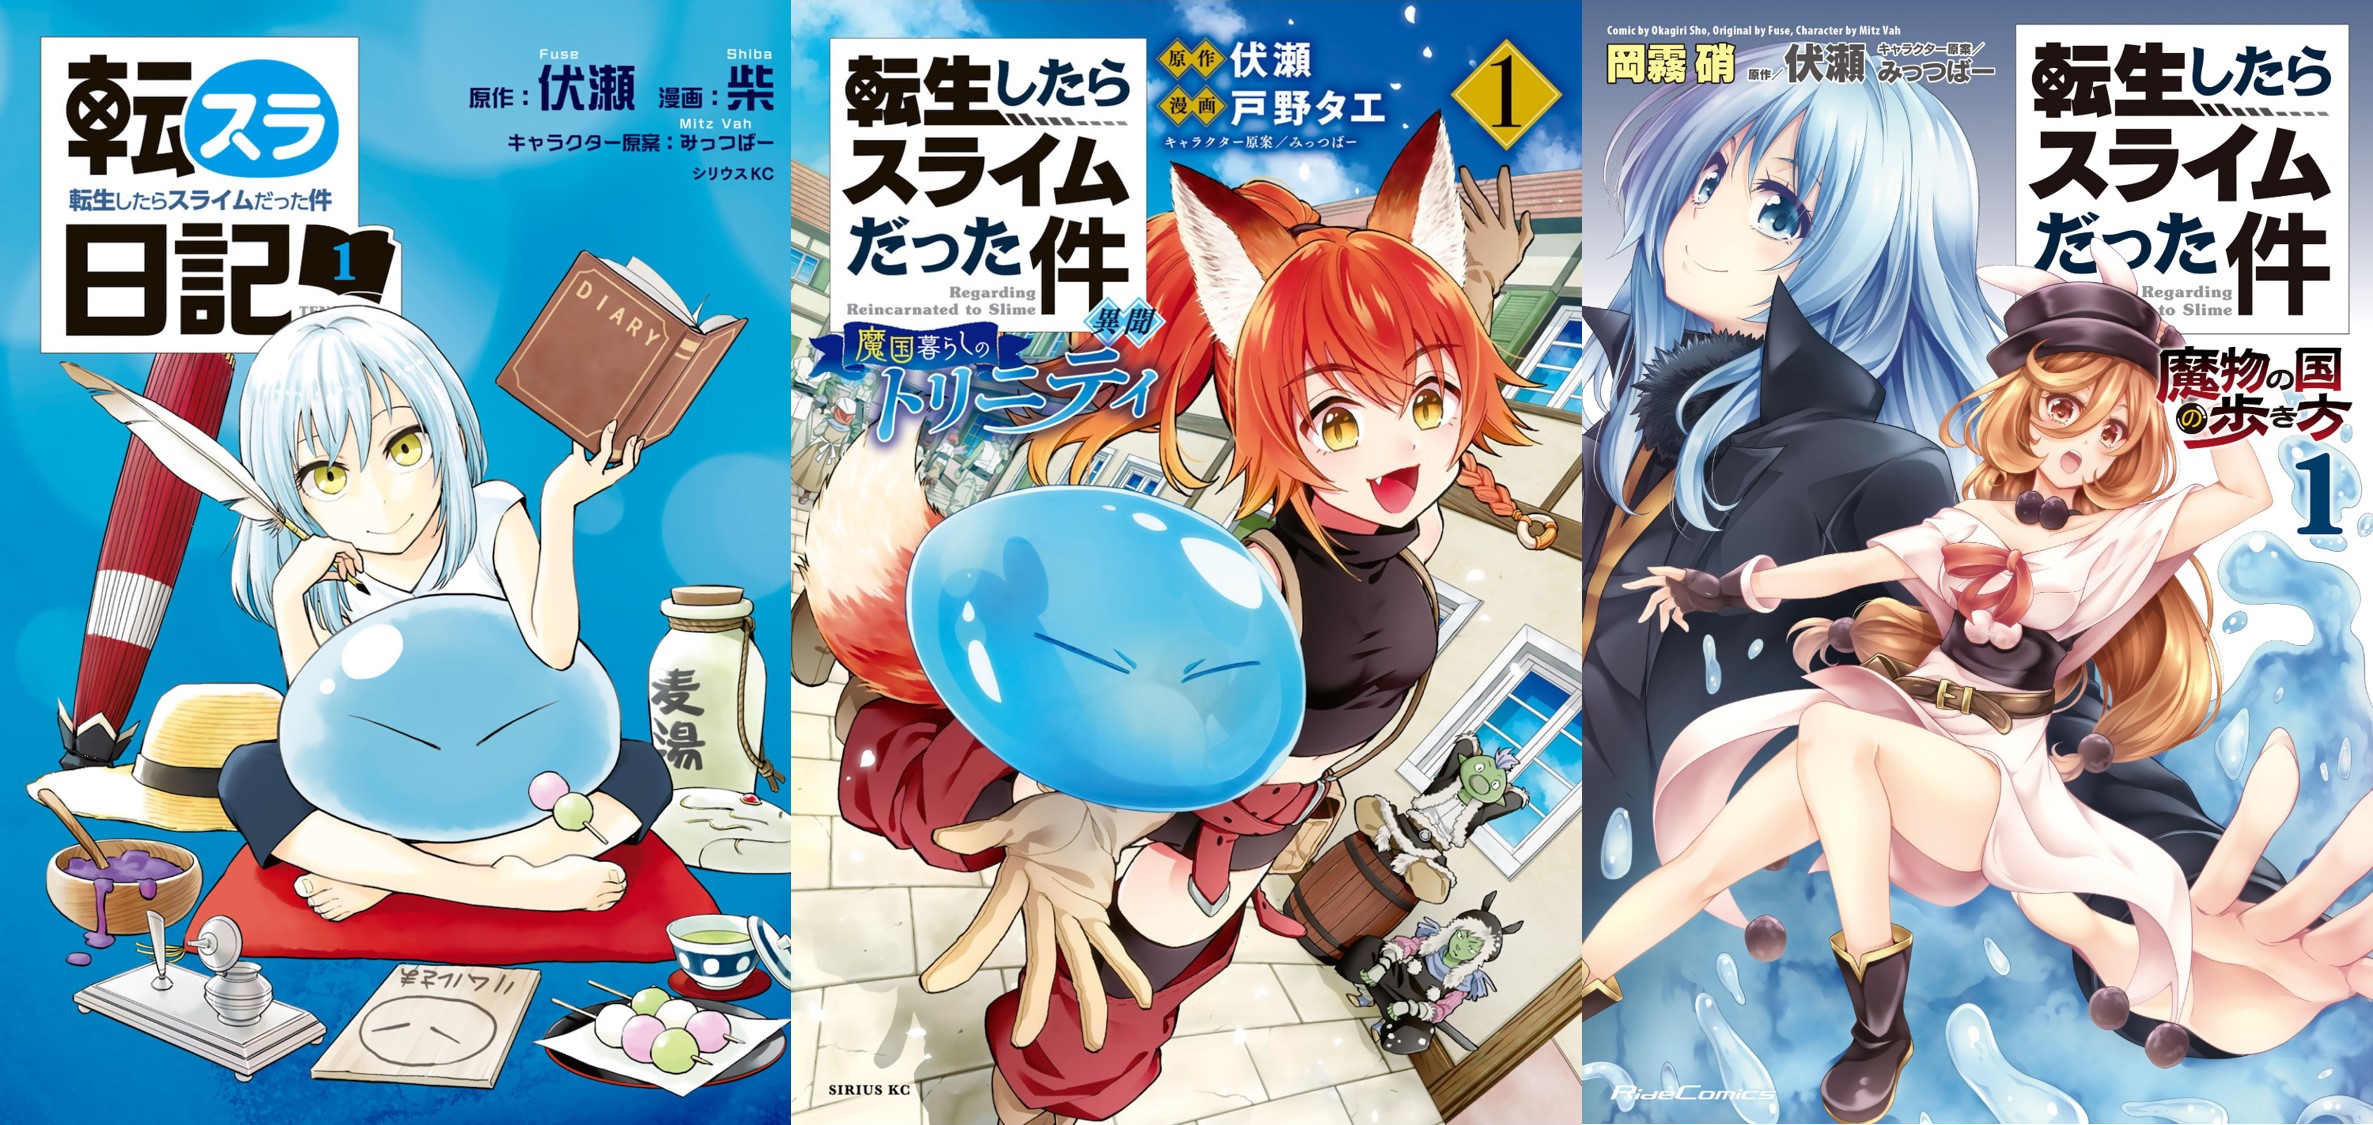 転スラ
転生したらスライムだった件
日記
1
Fuse
Shiba
原作：伏瀬 漫画：柴
Mitz Vah
キャラクター原案：みっつばー
シリウスKC
DIARY
麦湯
転生したら
スライム
だった件
Regarding
Reincarnated to Slime
異聞
魔国暮らしの
トリニティ
原作 伏瀬
漫画 戸野タエ
キャラクター原案／みっつばー
1
SIRIUS KC
Comic by Okagiri Sho, Original by Fuse, Character by Mitz Vah
岡霧硝 原作／伏瀬 キャラクター原案／みっつばー
転生したら
スライム
だった件
Regarding
to Slime
魔物の国
の歩き方
1
RideComics